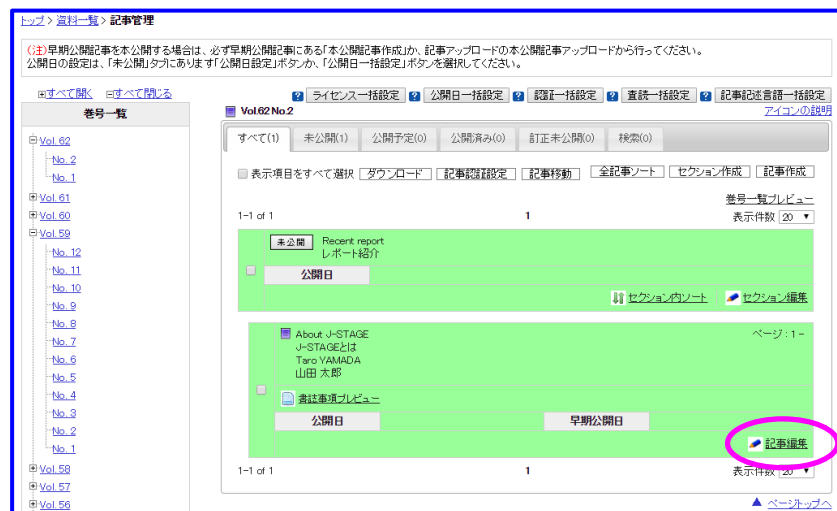 トップ > 資料一覧 > 記事管理
(注)早期公開記事を本公開する場合は、必ず早期公開記事にある「本公開記事作成」か、記事アップロードの本公開記事アップロードから行ってください。
公開日の設定は、「未公開」タブにあります「公開日設定」ボタンか、「公開日一括設定」ボタンを選択してください。
すべて開く すべて閉じる
巻号一覧
Vol. 62
No. 2
No. 1
Vol. 61
Vol. 60
Vol. 59
No. 12
No. 11
No. 10
No. 9
No. 8
No. 7
No. 6
No. 5
No. 4
No. 3
No. 2
No. 1
Vol. 58
Vol. 57
Vol. 56
? ライセンス一括設定 ? 公開日一括設定 ? 認証一括設定 ? 査読一括設定 ? 記事記述言語一括設定
Vol.62 No.2 アイコンの説明
すべて(1) 未公開(1) 公開予定(0) 公開済み(0) 訂正未公開(0) 検索(0)
表示項目をすべて選択 ダウンロード 記事認証設定 記事移動 全記事ソート セクション作成 記事作成
巻号一覧プレビュー
1-1 of 1 1 表示件数 20 ▼
未公開 Recent report
レポート紹介
公開日
セクション内ソート セクション編集
About J-STAGE ページ : 1 -
J-STAGEとは
Taro YAMADA
山田 太郎
書誌事項プレビュー
公開日 早期公開日
記事編集
1-1 of 1 1 表示件数 20 ▼
▲ ページトップへ